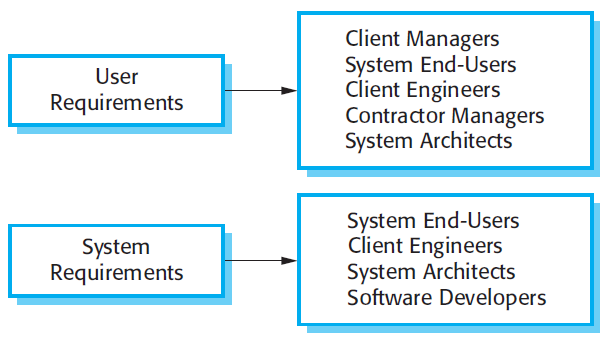 User
Requirements
Client Managers
System End-Users
Client Engineers
Contractor Managers
System Architects
System
Requirements
System End-Users
Client Engineers
System Architects
Software Developers